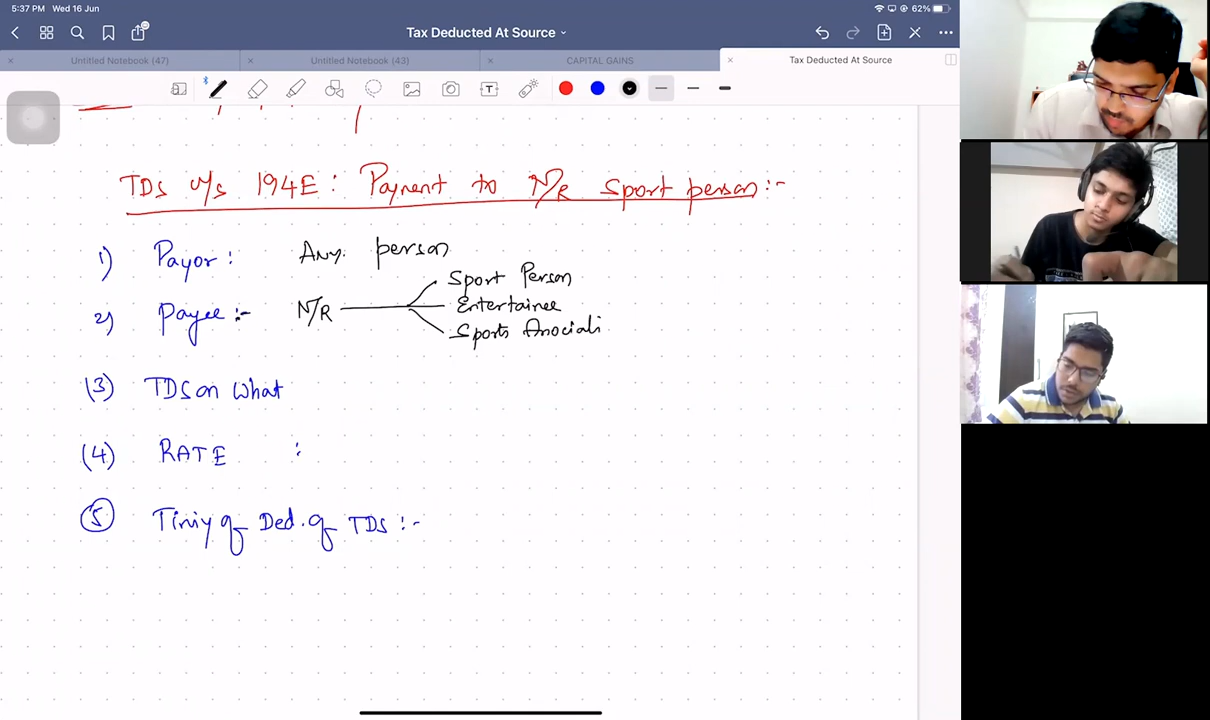 5:37 PM Wed 16 Jun
62%
Tax Deducted At Source
Untitled Notebook (47)
Untitled Notebook (43)
CAPITAL GAINS
Tax Deducted At Source
T
TDS u/s 194E : Payment to N/R Sport person :-
1) Payor : Any. person
2) Payee :- N/R
Sport Person
Entertainee
Sports Associati
(3) TDS on What
(4) RATE :
(5) Timiy of Ded. of TDS :-